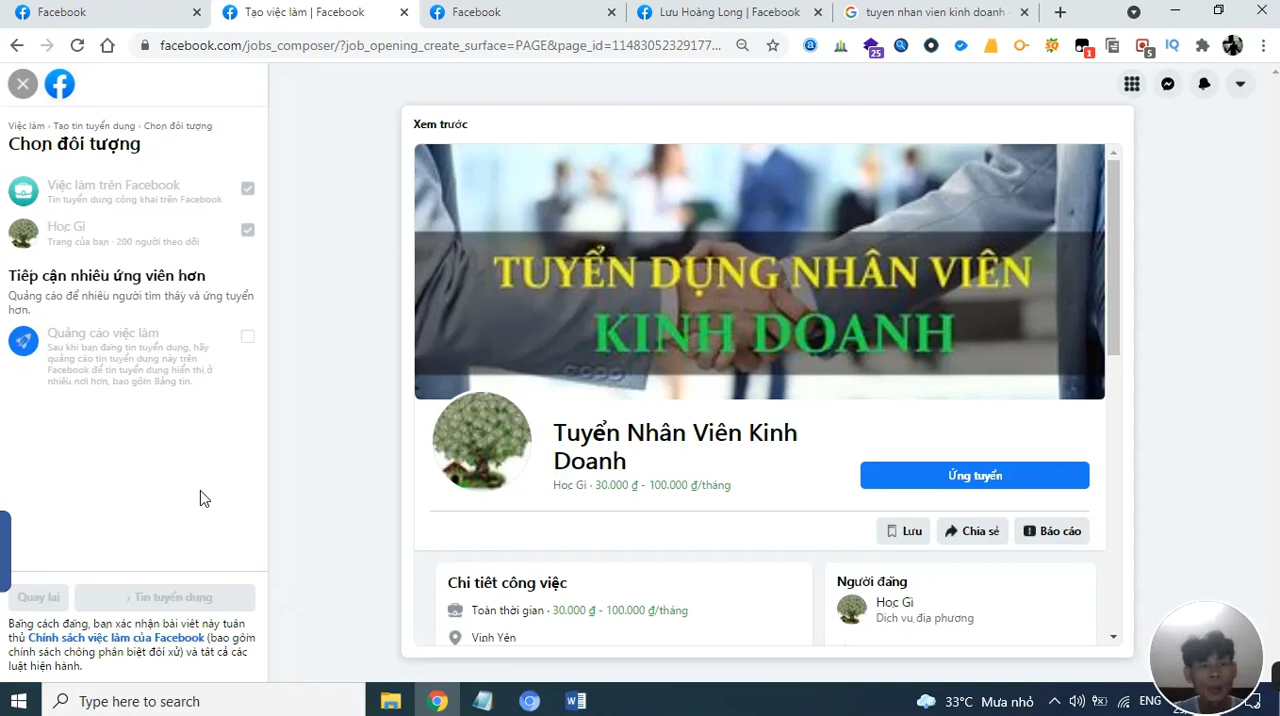 Facebook
Tạo việc làm | Facebook
Facebook
Lưu Hoàng Long | Facebook
tuyen nhan vien kinh doanh -
facebook.com/jobs_composer/?job_opening_create_surface=PAGE&page_id=11483052329177...
25
1
5
IQ
Việc làm · Tạo tin tuyển dụng · Chọn đối tượng
Chọn đối tượng
Việc làm trên Facebook
Tin tuyển dụng công khai trên Facebook
Học Gì
Trang của bạn · 200 người theo dõi
Tiếp cận nhiều ứng viên hơn
Quảng cáo để nhiều người tìm thấy và ứng tuyển
hơn.
Quảng cáo việc làm
Sau khi bạn đăng tin tuyển dụng, hãy
quảng cáo tin tuyển dụng này trên
Facebook để tin tuyển dụng hiển thị ở
nhiều nơi hơn, bao gồm Bảng tin.
Quay lại
Tin tuyển dụng
Bằng cách đăng, bạn xác nhận bài viết này tuân
thủ Chính sách việc làm của Facebook (bao gồm
chính sách chống phân biệt đối xử) và tất cả các
luật hiện hành.
Xem trước
TUYỂN DỤNG NHÂN VIÊN
KINH DOANH
Tuyển Nhân Viên Kinh
Doanh
Học Gì · 30.000 ₫ - 100.000 ₫/tháng
Ứng tuyển
Lưu
Chia sẻ
Báo cáo
Chi tiết công việc
Toàn thời gian · 30.000 ₫ - 100.000 ₫/tháng
Vĩnh Yên
Người đăng
Học Gì
Dịch vụ địa phương
Type here to search
33°C Mưa nhỏ
ENG